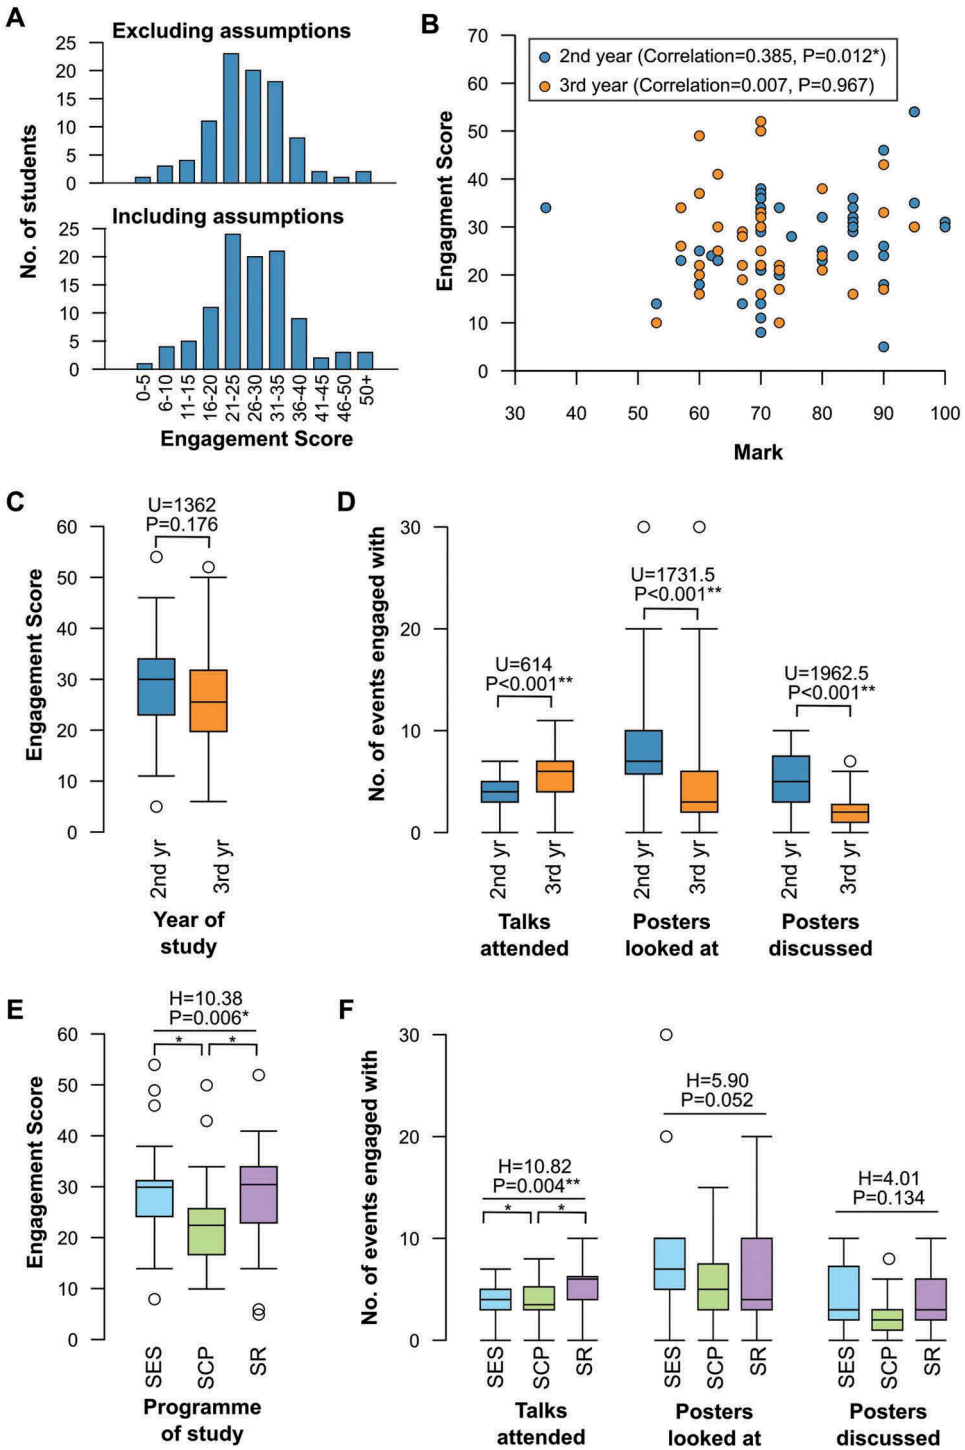 A
Excluding assumptions
25
20
15
10
5
0
Including assumptions
25
20
15
10
5
0
No. of students
0-5
6-10
11-15
16-20
21-25
26-30
31-35
36-40
41-45
46-50
50+
Engagement Score
B
70
60
50
40
30
20
10
0
Engagment Score
2nd year (Correlation=0.385, P=0.012*)
3rd year (Correlation=0.007, P=0.967)
30 40 50 60 70 80 90 100
Mark
C
U=1362
P=0.176
60
50
40
30
20
10
0
Engagement Score
2nd yr
3rd yr
Year of
study
D
30
20
10
0
No. of events engaged with
U=614
P<0.001**
U=1731.5
P<0.001**
U=1962.5
P<0.001**
2nd yr
3rd yr
2nd yr
3rd yr
2nd yr
3rd yr
Talks
attended
Posters
looked at
Posters
discussed
E
H=10.38
P=0.006*
* *
60
50
40
30
20
10
0
Engagement Score
SES
SCP
SR
Programme
of study
F
30
20
10
0
No. of events engaged with
H=10.82
P=0.004**
* *
H=5.90
P=0.052
H=4.01
P=0.134
SES
SCP
SR
SES
SCP
SR
SES
SCP
SR
Talks
attended
Posters
looked at
Posters
discussed